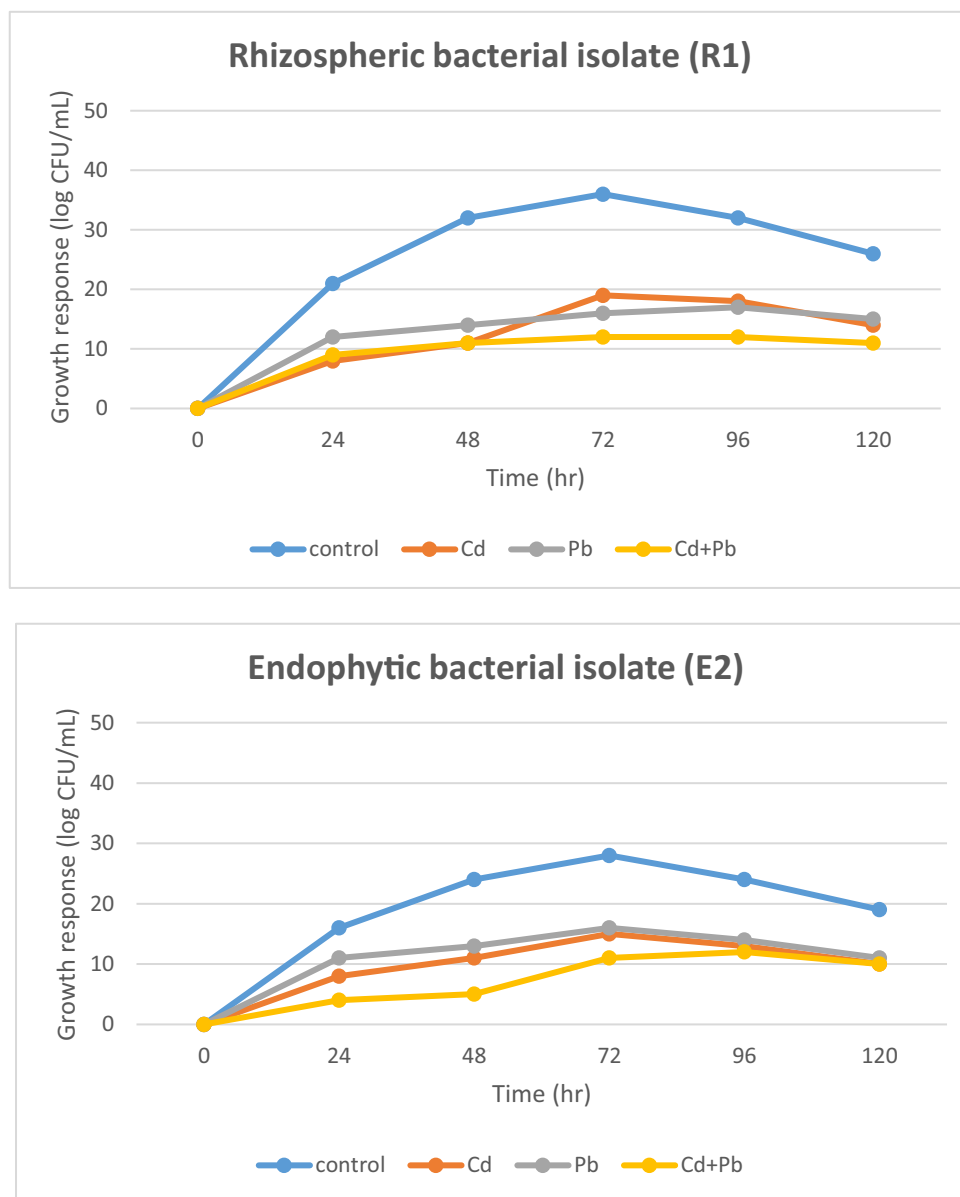 Rhizospheric bacterial isolate (R1)
Growth response (log CFU/mL)
50
40
30
20
10
0
0 24 48 72 96 120
Time (hr)
control Cd Pb Cd+Pb
Endophytic bacterial isolate (E2)
Growth response (log CFU/mL)
50
40
30
20
10
0
0 24 48 72 96 120
Time (hr)
control Cd Pb Cd+Pb